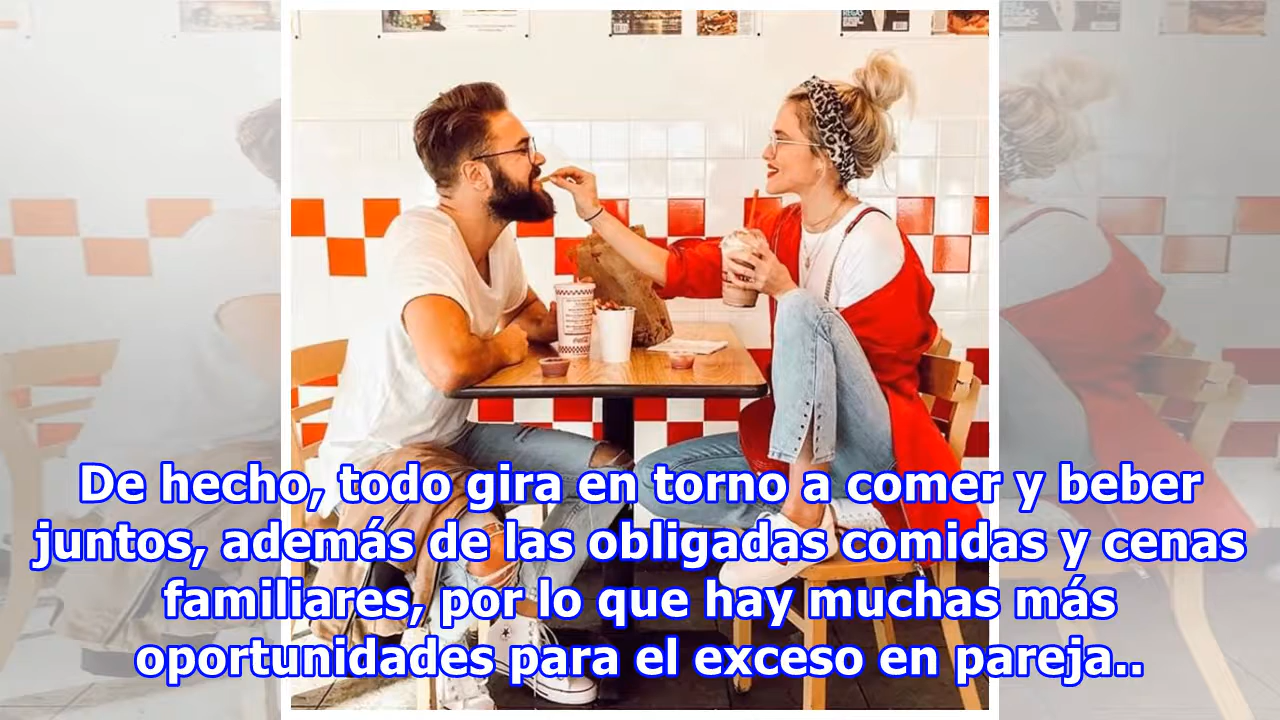 De hecho, todo gira en torno a comer y beber
juntos, además de las obligadas comidas y cenas
familiares, por lo que hay muchas más
oportunidades para el exceso en pareja..